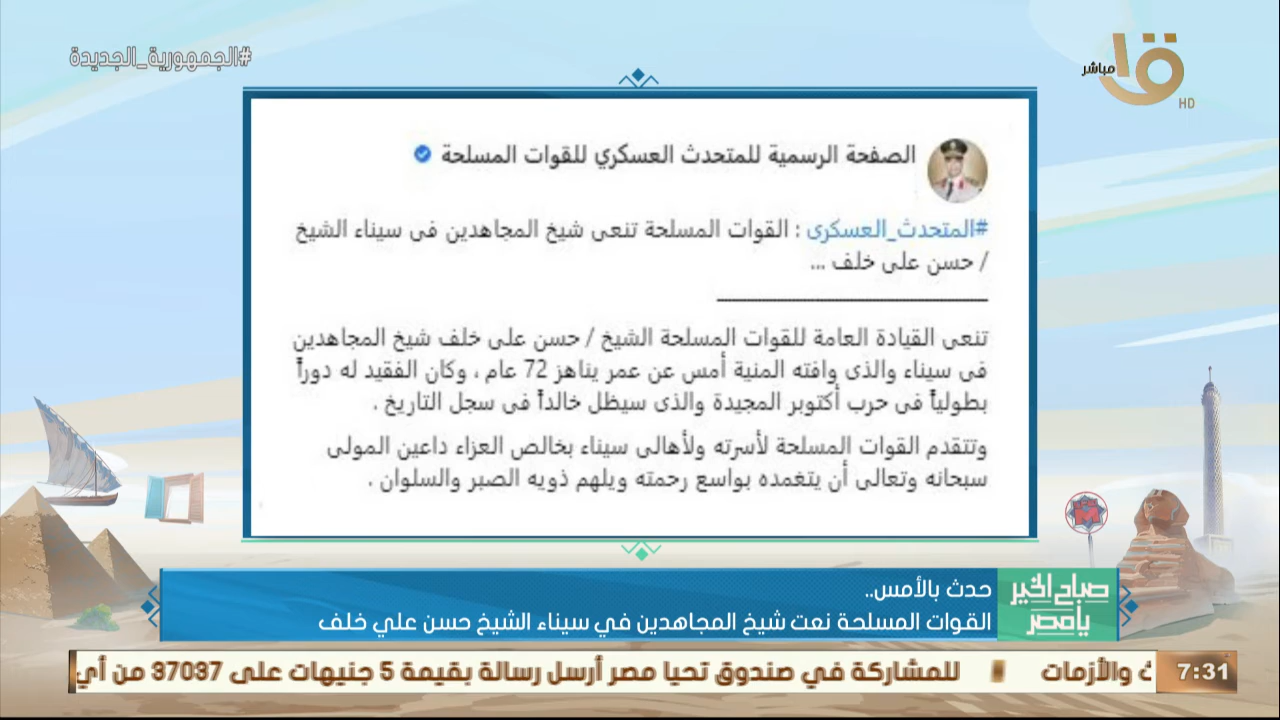 #الجمهورية_الجديدة
مباشر
HD
الصفحة الرسمية للمتحدث العسكري للقوات المسلحة
#المتحدث_العسكرى : القوات المسلحة تنعى شيخ المجاهدين فى سيناء الشيخ
/ حسن على خلف ...
تنعى القيادة العامة للقوات المسلحة الشيخ / حسن على خلف شيخ المجاهدين
فى سيناء والذى وافته المنية أمس عن عمر يناهز 72 عام ، وكان الفقيد له دوراً
بطولياً فى حرب أكتوبر المجيدة والذى سيظل خالداً فى سجل التاريخ .
وتتقدم القوات المسلحة لأسرته ولأهالى سيناء بخالص العزاء داعين المولى
سبحانه وتعالى أن يتغمده بواسع رحمته ويلهم ذويه الصبر والسلوان .
صباح الخير
يا مصر
حدث بالأمس..
القوات المسلحة نعت شيخ المجاهدين في سيناء الشيخ حسن علي خلف
7:31
والأزمات
للمشاركة في صندوق تحيا مصر أرسل رسالة بقيمة 5 جنيهات على 37037 من أي